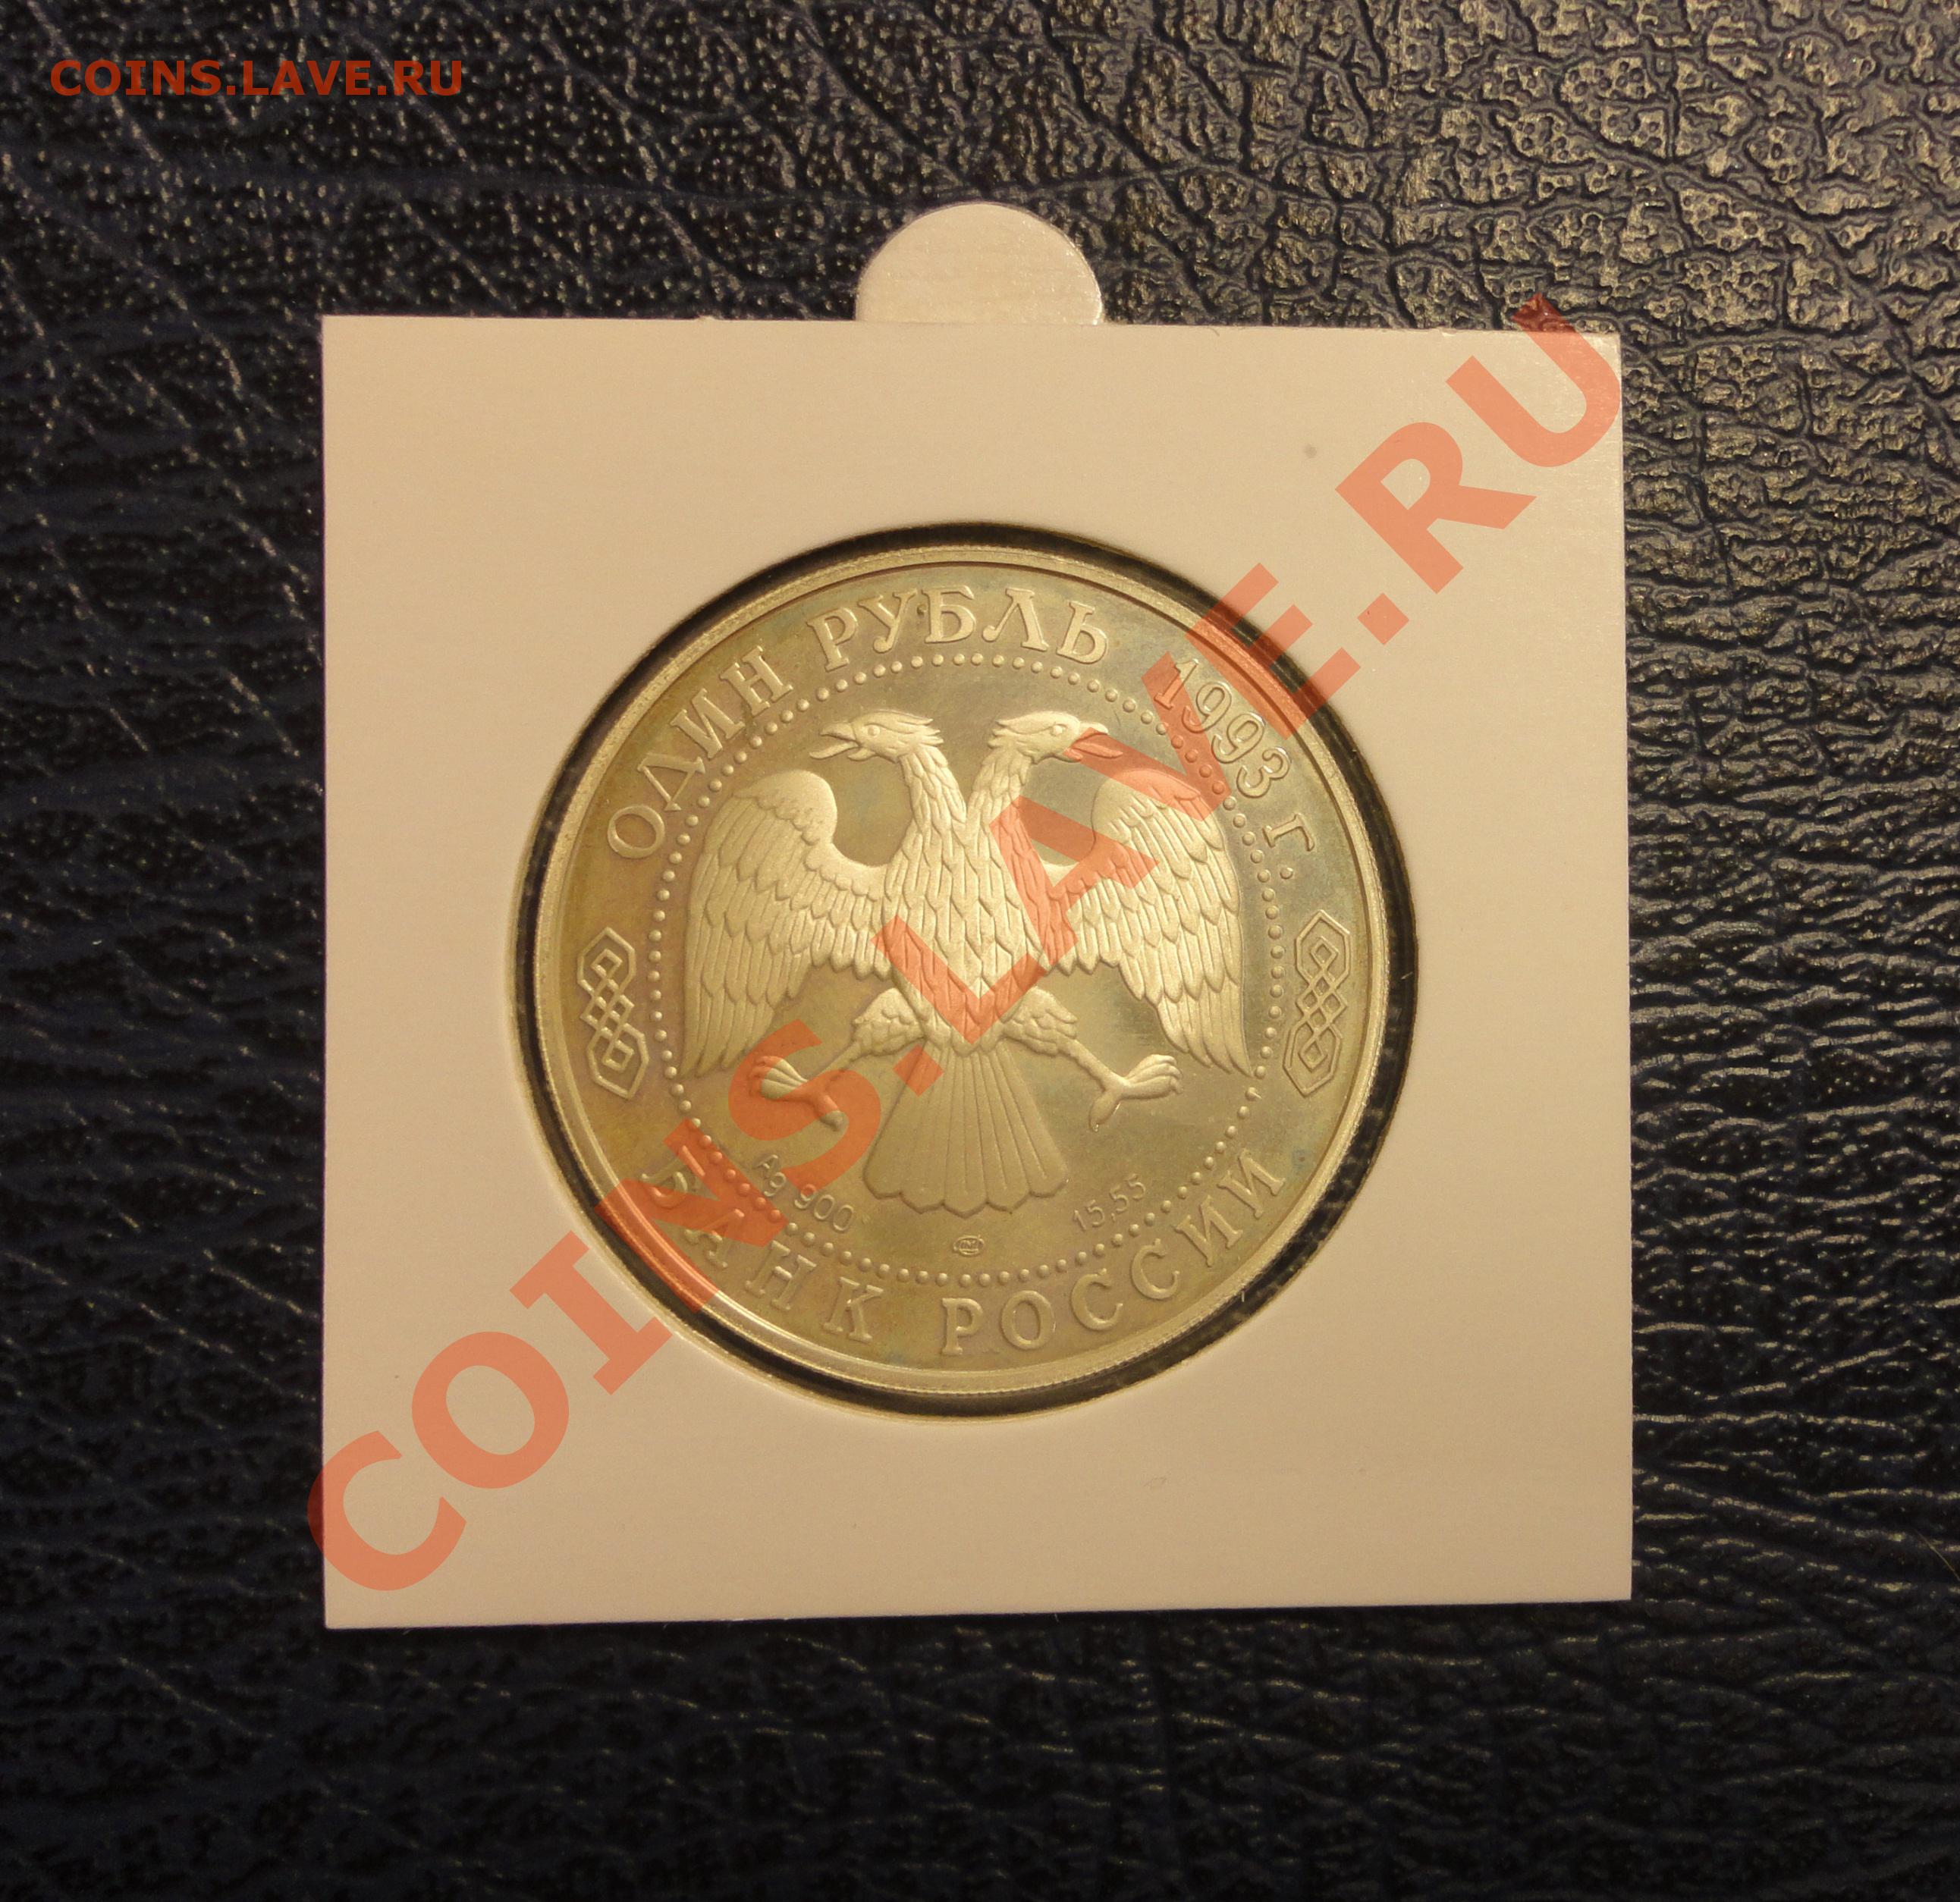 COINS.LAVE.RU
ОДИН РУБЛЬ 1993 г.
Ag 900
15,55
БАНК РОССИИ
COINS.LAVE.RU